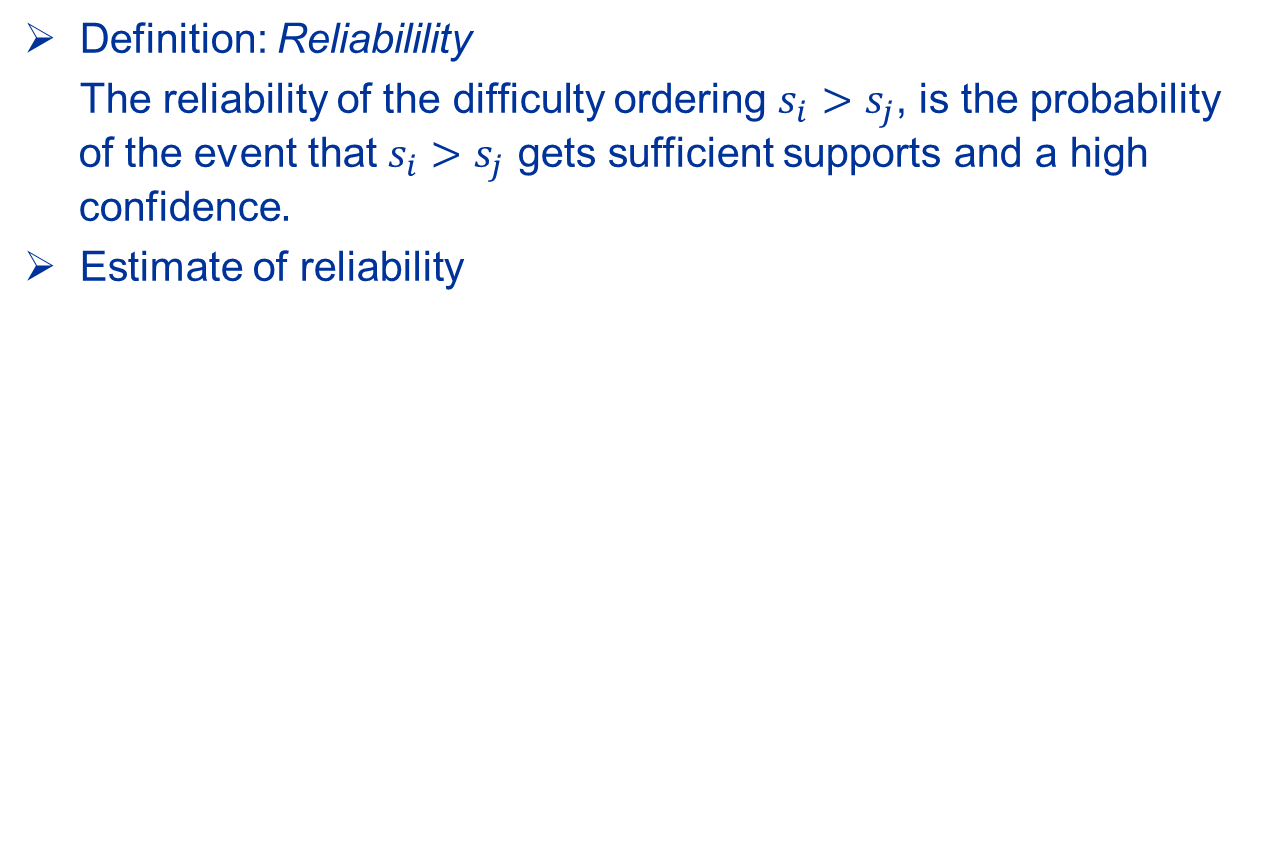 ➢ Definition: Reliabilility
The reliability of the difficulty ordering 𝑠ᵢ > 𝑠ⱼ, is the probability
of the event that 𝑠ᵢ > 𝑠ⱼ gets sufficient supports and a high
confidence.
➢ Estimate of reliability